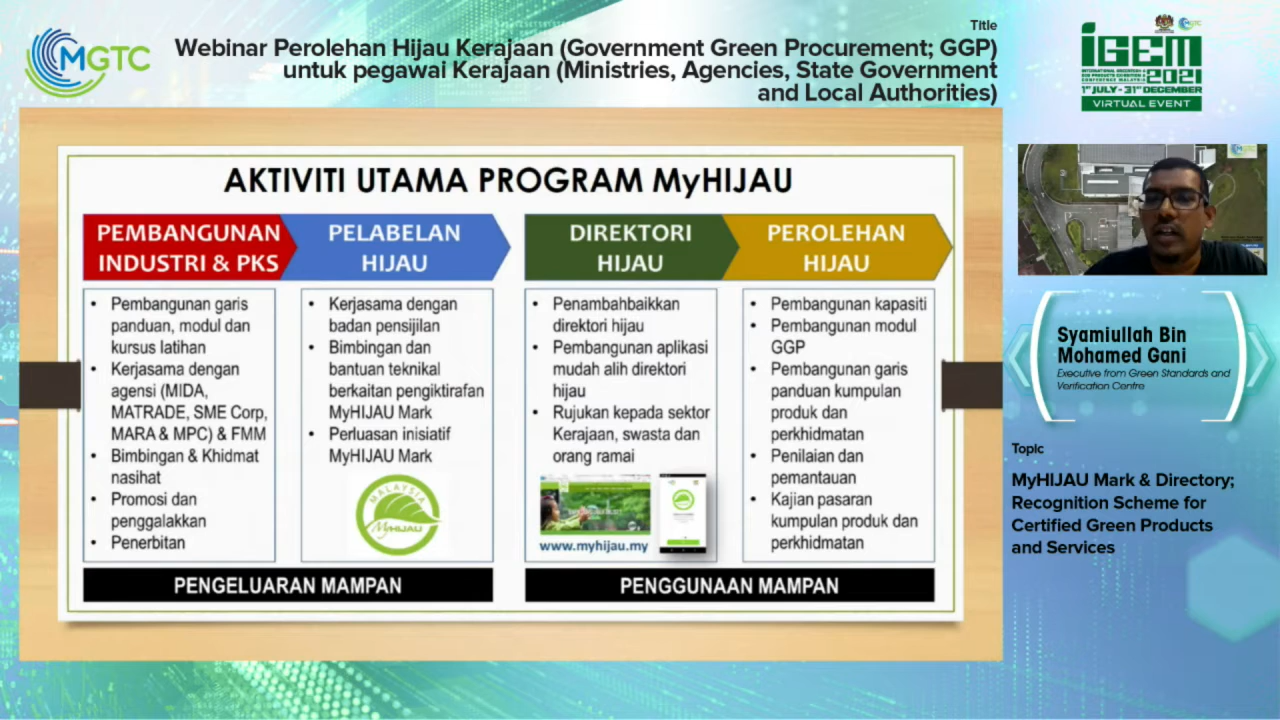 MGTC
Title
Webinar Perolehan Hijau Kerajaan (Government Green Procurement; GGP)
untuk pegawai Kerajaan (Ministries, Agencies, State Government
and Local Authorities)
iGEM
INTERNATIONAL GREENTECH &
ECO PRODUCTS EXHIBITION &
CONFERENCE MALAYSIA
2021
1ST JULY - 31ST DECEMBER
VIRTUAL EVENT
AKTIVITI UTAMA PROGRAM MyHIJAU
PEMBANGUNAN
INDUSTRI & PKS
• Pembangunan garis
panduan, modul dan
kursus latihan
• Kerjasama dengan
agensi (MIDA,
MATRADE, SME Corp,
MARA & MPC) & FMM
• Bimbingan & Khidmat
nasihat
• Promosi dan
penggalakkan
• Penerbitan
PELABELAN
HIJAU
• Kerjasama dengan
badan pensijilan
• Bimbingan dan
bantuan teknikal
berkaitan pengiktirafan
MyHIJAU Mark
• Perluasan inisiatif
MyHIJAU Mark
MALAYSIA
MyHIJAU
PENGELUARAN MAMPAN
DIREKTORI
HIJAU
• Penambahbaikkan
direktori hijau
• Pembangunan aplikasi
mudah alih direktori
hijau
• Rujukan kepada sektor
Kerajaan, swasta dan
orang ramai
www.myhijau.my
PEROLEHAN
HIJAU
• Pembangunan kapasiti
• Pembangunan modul
GGP
• Pembangunan garis
panduan kumpulan
produk dan
perkhidmatan
• Penilaian dan
pemantauan
• Kajian pasaran
kumpulan produk dan
perkhidmatan
PENGGUNAAN MAMPAN
Syamiullah Bin
Mohamed Gani
Executive from Green Standards and
Verification Centre
Topic
MyHIJAU Mark & Directory;
Recognition Scheme for
Certified Green Products
and Services